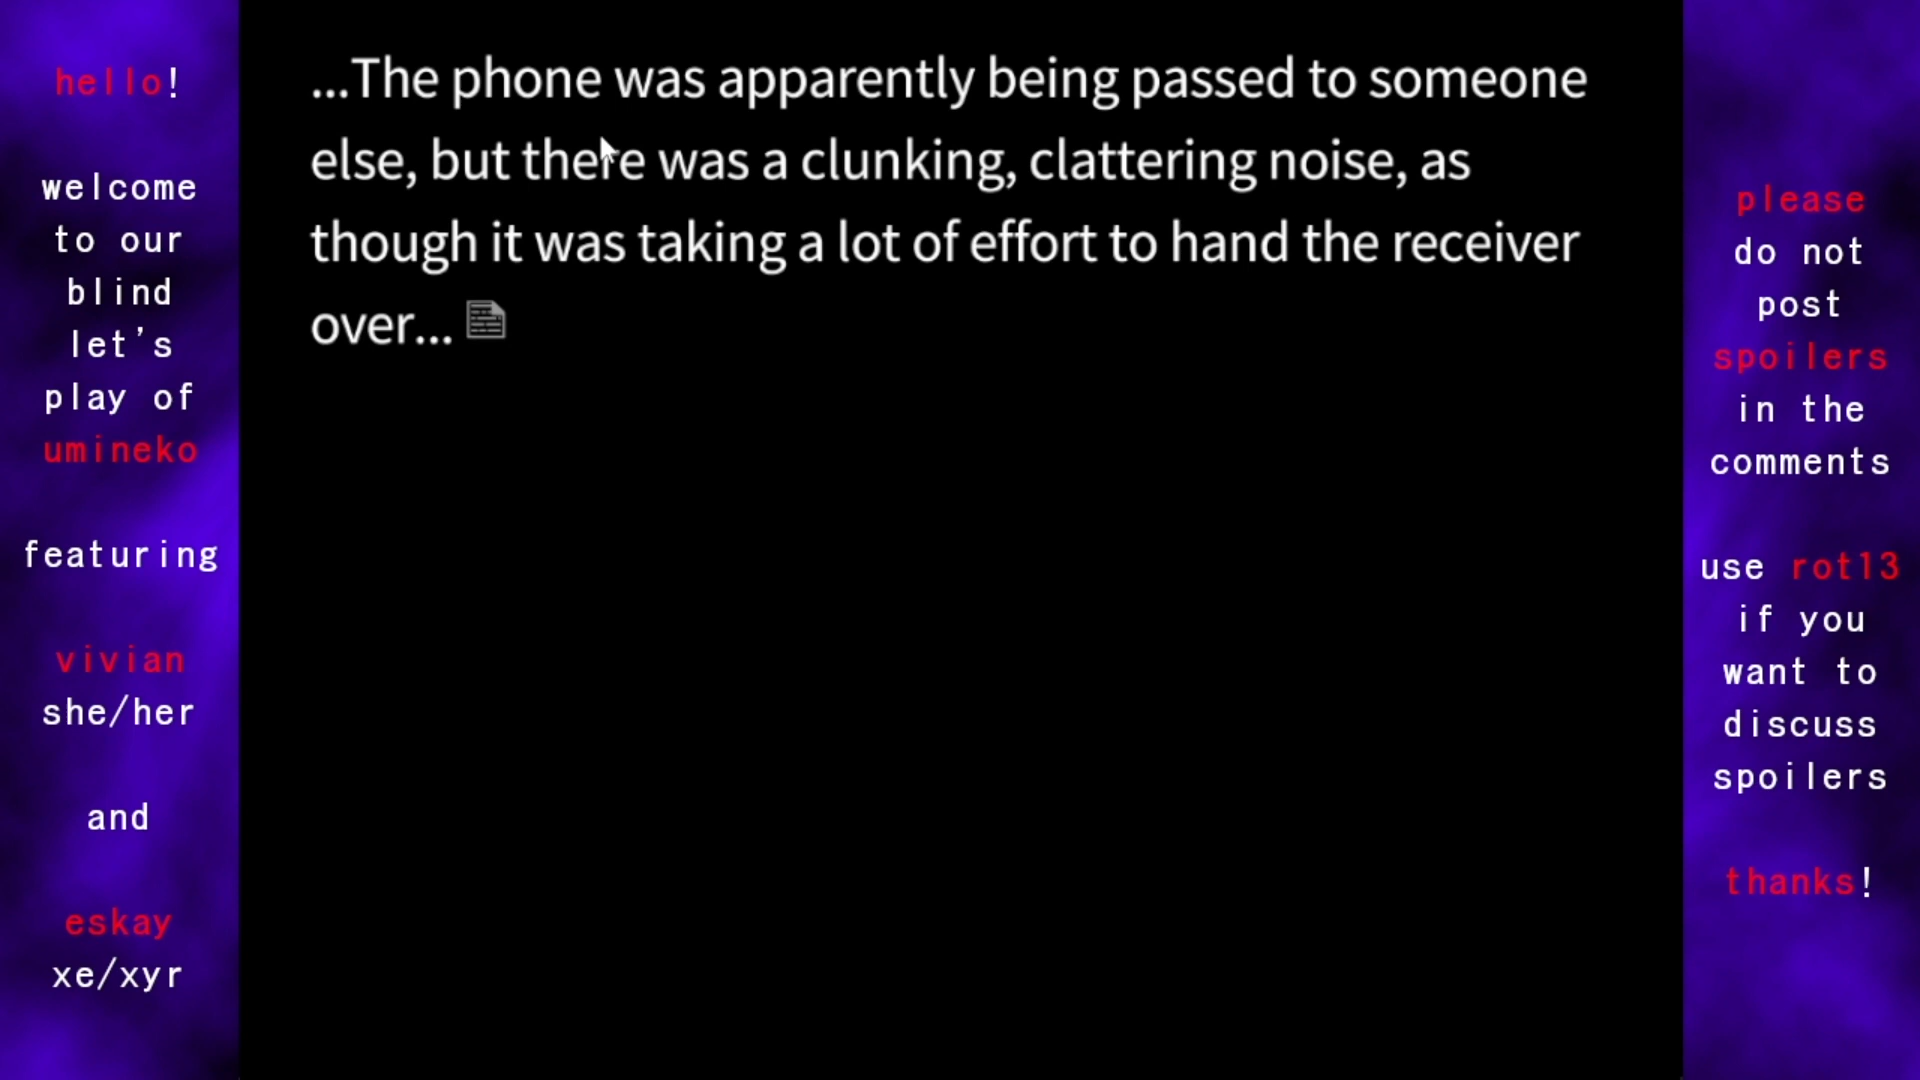 hello!
welcome
to our
blind
let's
play of
umineko
featuring
vivian
she/her
and
eskay
xe/xyr
...The phone was apparently being passed to someone
else, but there was a clunking, clattering noise, as
though it was taking a lot of effort to hand the receiver
over...
please
do not
post
spoilers
in the
comments
use rot13
if you
want to
discuss
spoilers
thanks!